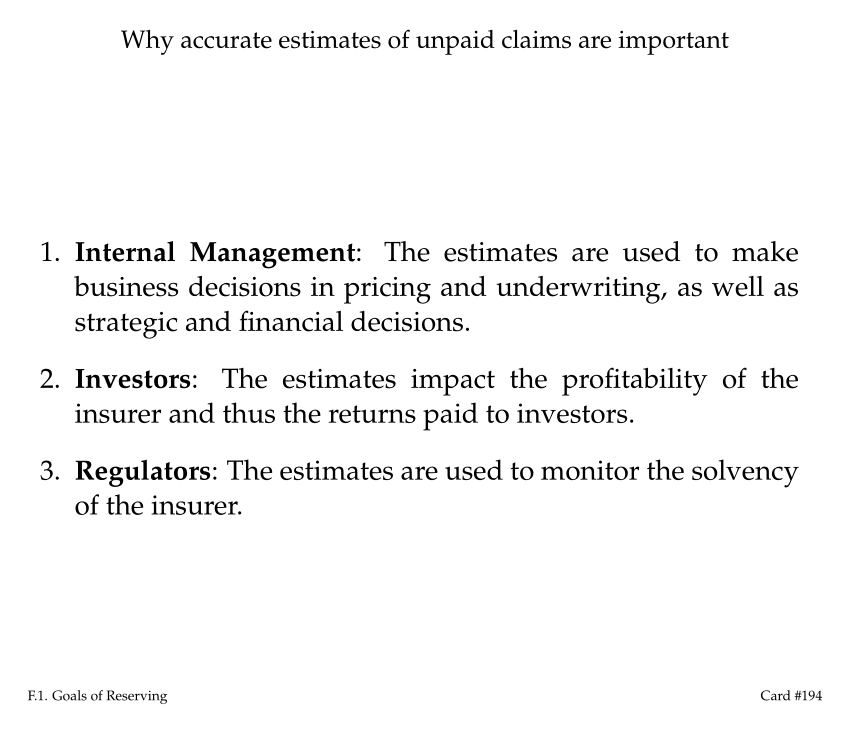 Why accurate estimates of unpaid claims are important
1. Internal Management: The estimates are used to make
business decisions in pricing and underwriting, as well as
strategic and financial decisions.
2. Investors: The estimates impact the profitability of the
insurer and thus the returns paid to investors.
3. Regulators: The estimates are used to monitor the solvency
of the insurer.
F.1. Goals of Reserving
Card #194